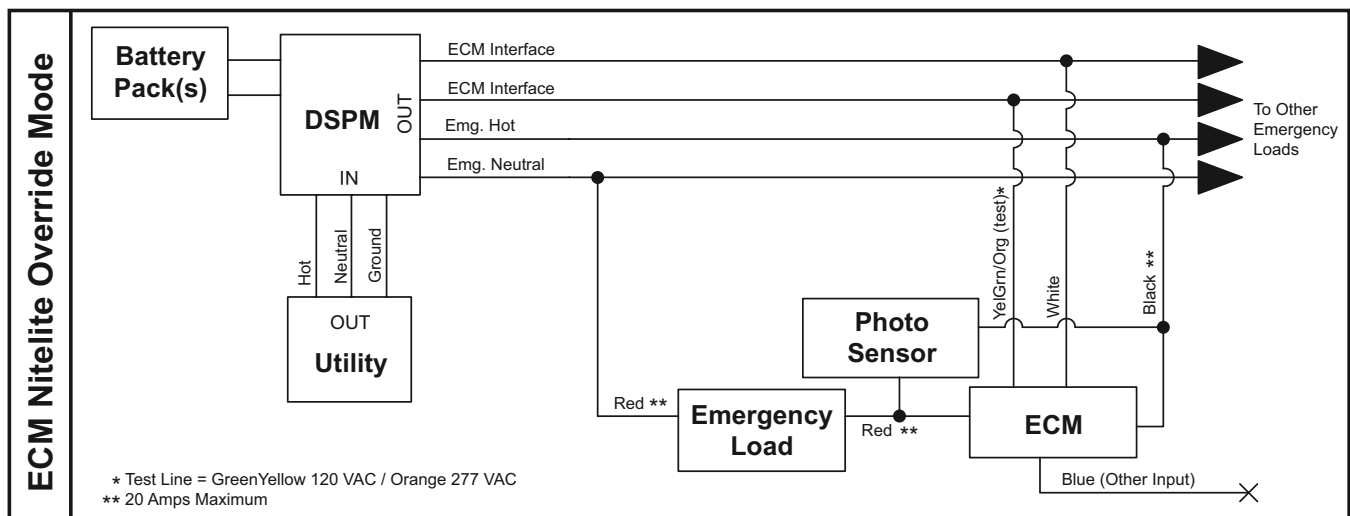 ECM Nitelite Override Mode
Battery
Pack(s)
DSPM
OUT
IN
ECM Interface
ECM Interface
Emg. Hot
Emg. Neutral
To Other
Emergency
Loads
Hot
Neutral
Ground
OUT
Utility
YelGrn/Org (test)*
White
Black **
Photo
Sensor
Red **
Emergency
Load
Red **
ECM
Blue (Other Input)
* Test Line = GreenYellow 120 VAC / Orange 277 VAC
** 20 Amps Maximum